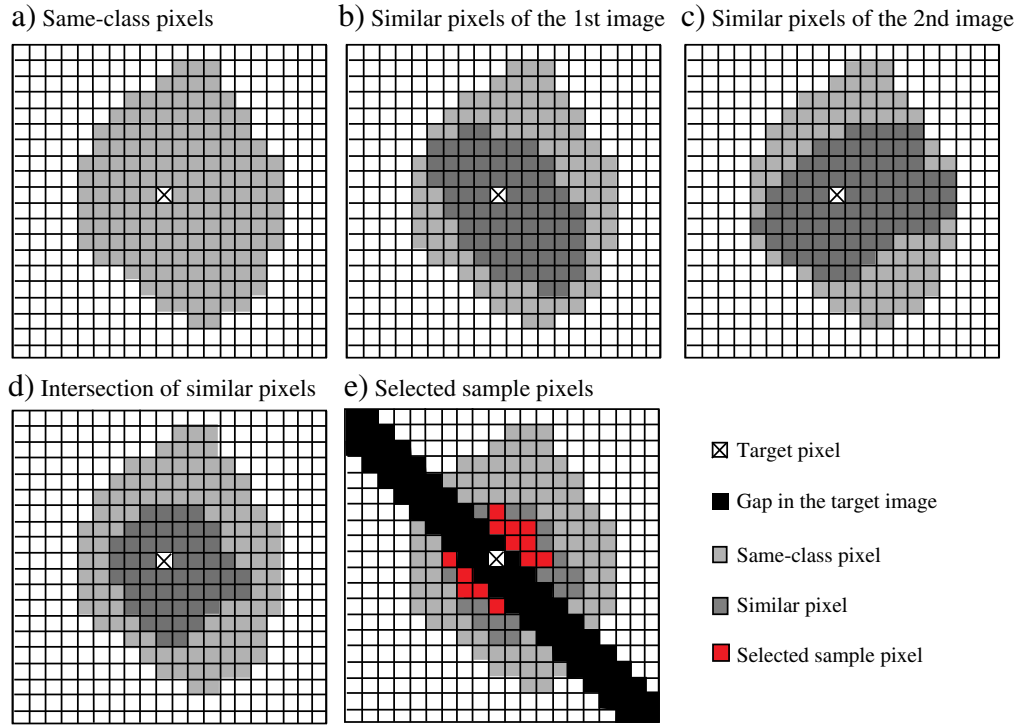 a) Same-class pixels
b) Similar pixels of the 1st image
c) Similar pixels of the 2nd image
d) Intersection of similar pixels
e) Selected sample pixels
Target pixel
Gap in the target image
Same-class pixel
Similar pixel
Selected sample pixel